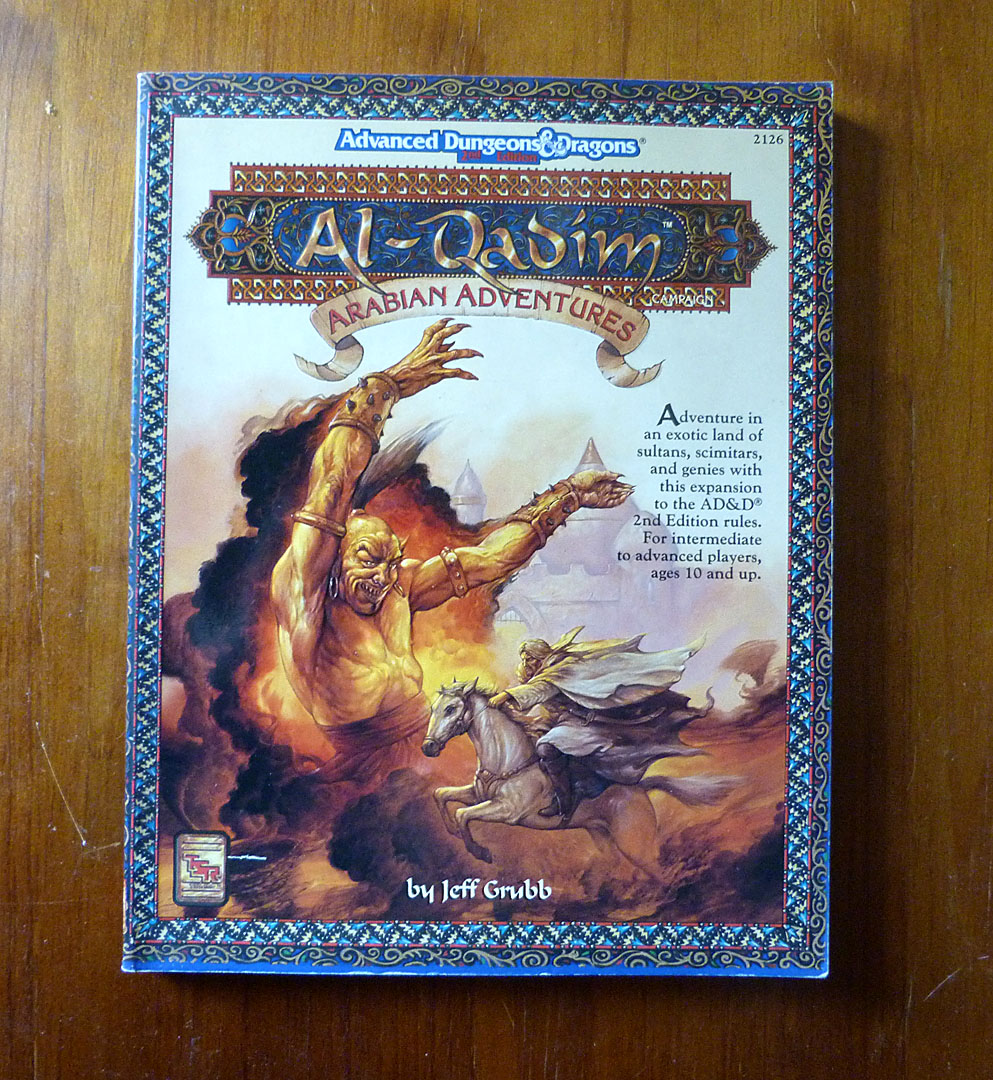 Advanced Dungeons & Dragons®
2nd Edition
2126
Al-Qadim™
CAMPAIGN
ARABIAN ADVENTURES
Adventure in
an exotic land of
sultans, scimitars,
and genies with
this expansion
to the AD&D®
2nd Edition rules.
For intermediate
to advanced players,
ages 10 and up.
TSR
by Jeff Grubb